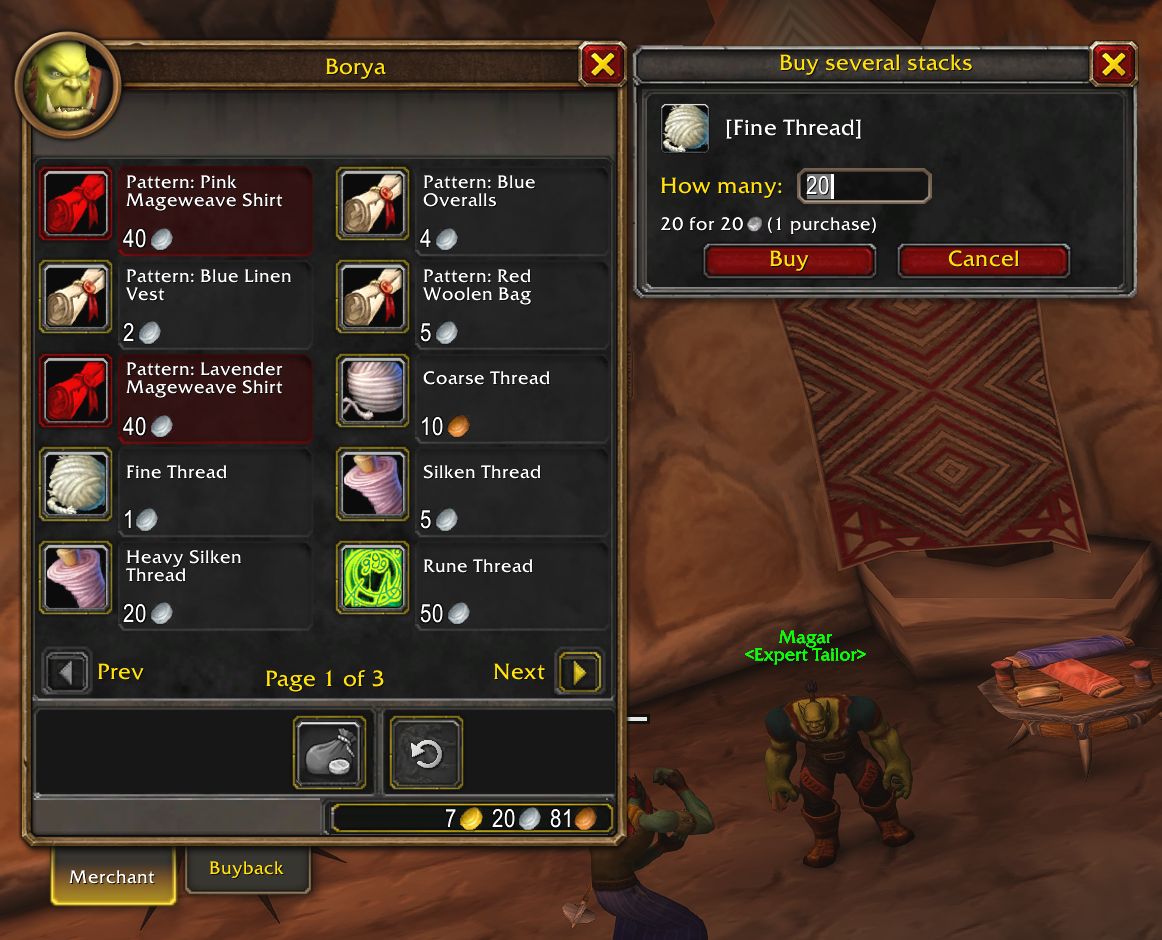 Borya
Pattern: Pink
Mageweave Shirt
40
Pattern: Blue
Overalls
4
Pattern: Blue Linen
Vest
2
Pattern: Red
Woolen Bag
5
Pattern: Lavender
Mageweave Shirt
40
Coarse Thread
10
Fine Thread
1
Silken Thread
5
Heavy Silken
Thread
20
Rune Thread
50
Prev
Page 1 of 3
Next
7 20 81
Merchant
Buyback
Buy several stacks
[Fine Thread]
How many: 20
20 for 20 (1 purchase)
Buy
Cancel
Magar
<Expert Tailor>